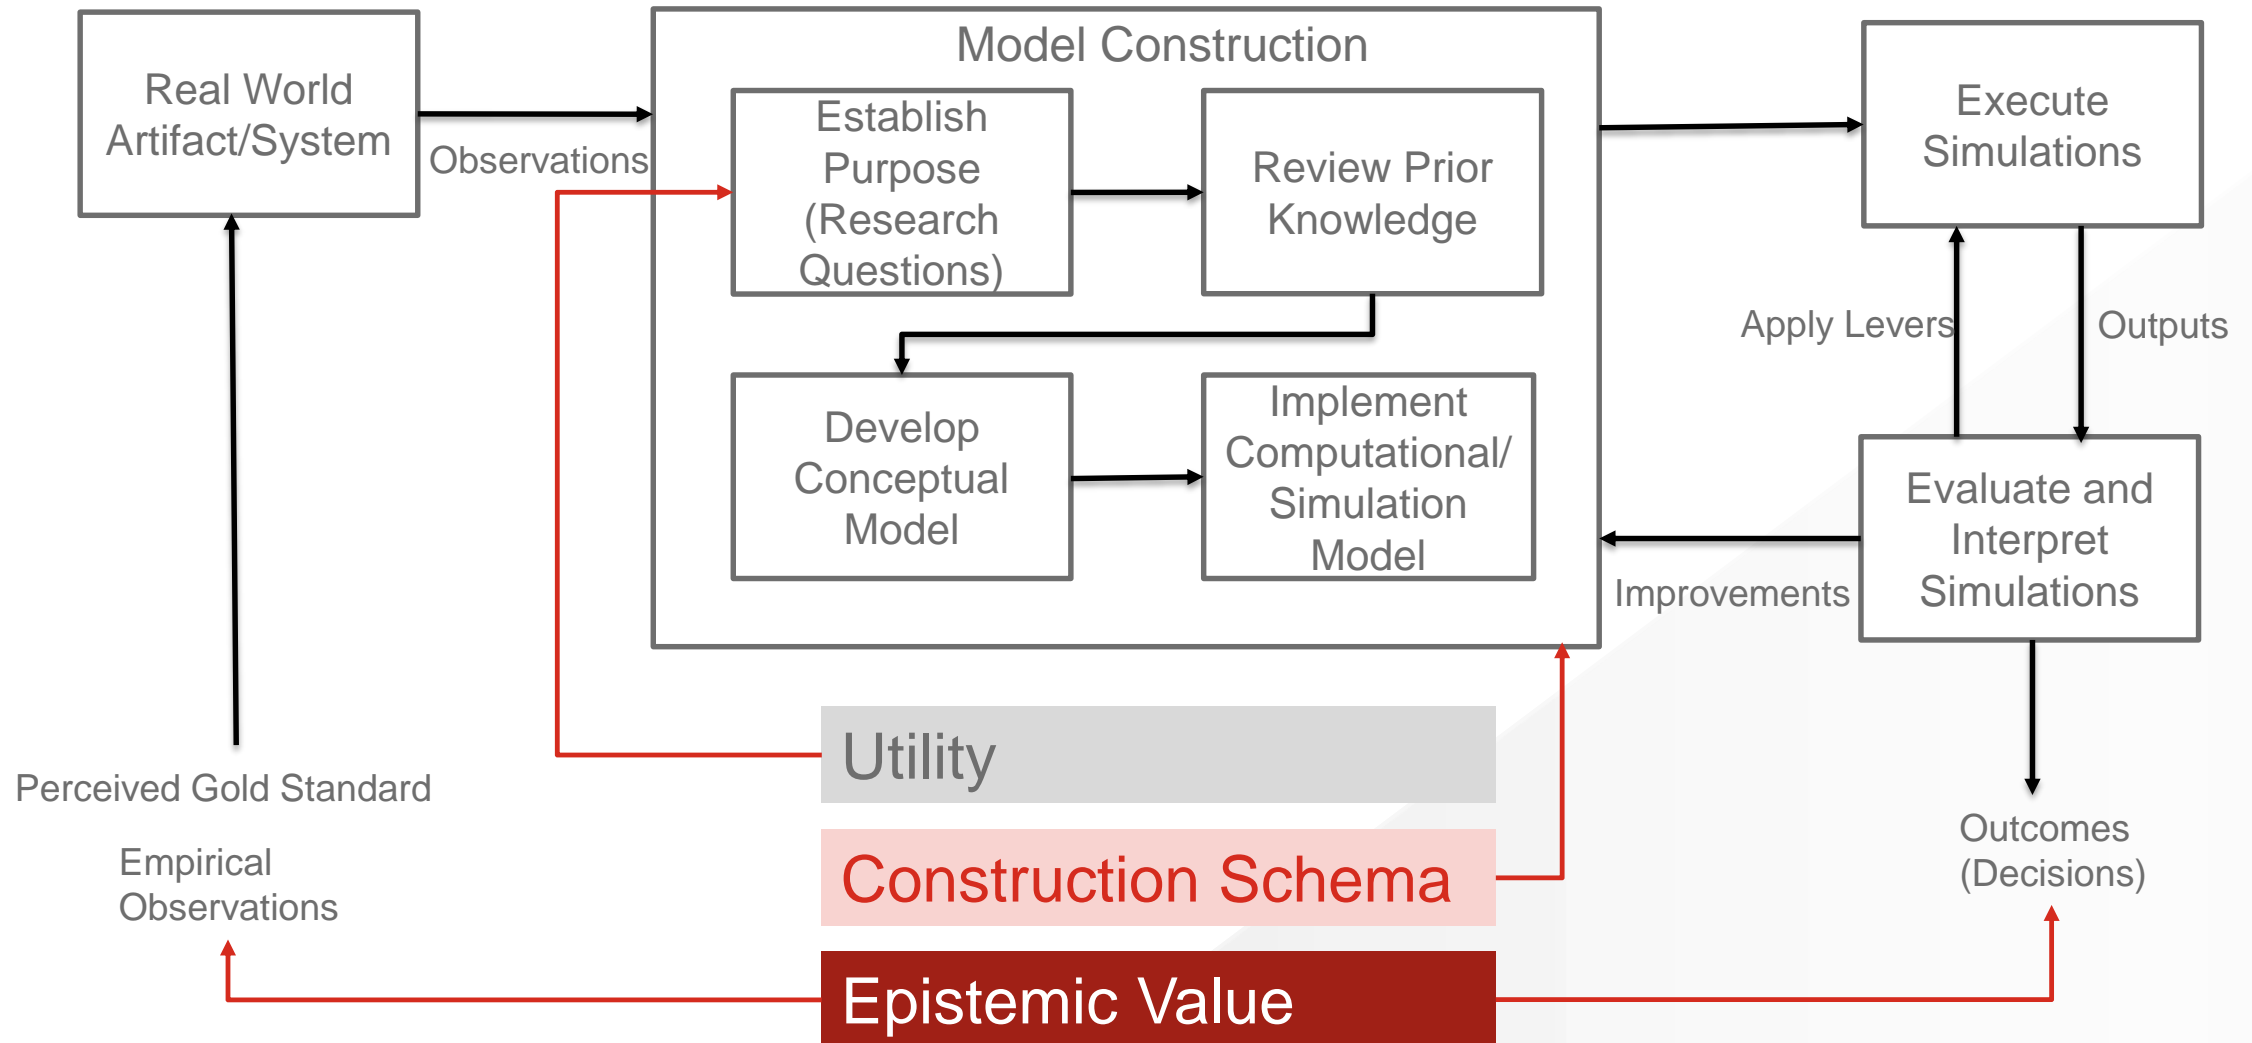 Real World
Artifact/System
Observations
Model Construction
Establish
Purpose
(Research
Questions)
Review Prior
Knowledge
Develop
Conceptual
Model
Implement
Computational/
Simulation
Model
Execute
Simulations
Apply Levers
Outputs
Evaluate and
Interpret
Simulations
Improvements
Outcomes
(Decisions)
Perceived Gold Standard
Empirical
Observations
Utility
Construction Schema
Epistemic Value